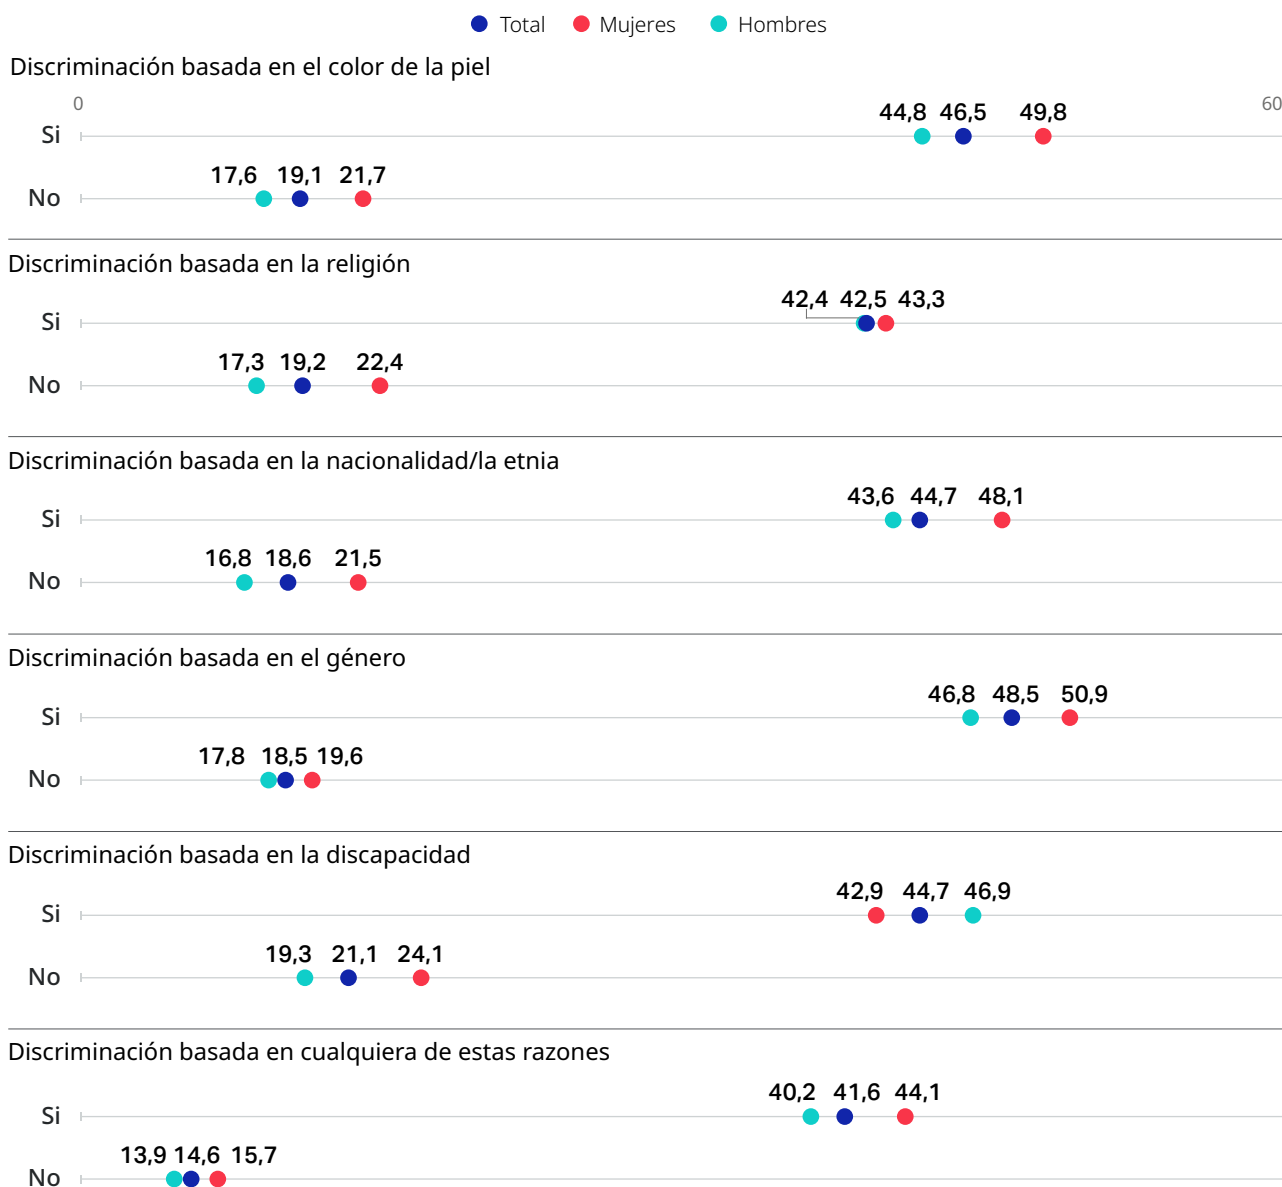 Total Mujeres Hombres
Discriminación basada en el color de la piel
0 60
44,8 46,5 49,8
Si
17,6 19,1 21,7
No
Discriminación basada en la religión
42,4 42,5 43,3
Si
17,3 19,2 22,4
No
Discriminación basada en la nacionalidad/la etnia
43,6 44,7 48,1
Si
16,8 18,6 21,5
No
Discriminación basada en el género
46,8 48,5 50,9
Si
17,8 18,5 19,6
No
Discriminación basada en la discapacidad
42,9 44,7 46,9
Si
19,3 21,1 24,1
No
Discriminación basada en cualquiera de estas razones
40,2 41,6 44,1
Si
13,9 14,6 15,7
No